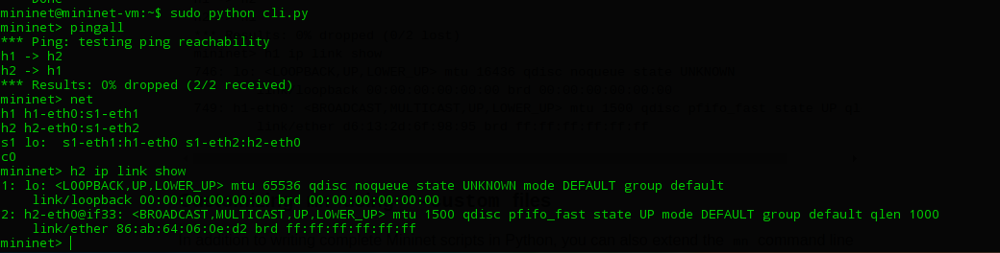 Done
mininet@mininet-vm:~$ sudo python cli.py
mininet> pingall
*** Ping: testing ping reachability
h1 -> h2
h2 -> h1
*** Results: 0% dropped (2/2 received)
mininet> net
h1 h1-eth0:s1-eth1
h2 h2-eth0:s1-eth2
s1 lo:  s1-eth1:h1-eth0 s1-eth2:h2-eth0
c0
mininet> h2 ip link show
1: lo: <LOOPBACK,UP,LOWER_UP> mtu 65536 qdisc noqueue state UNKNOWN mode DEFAULT group default
    link/loopback 00:00:00:00:00:00 brd 00:00:00:00:00:00
2: h2-eth0@if33: <BROADCAST,MULTICAST,UP,LOWER_UP> mtu 1500 qdisc pfifo_fast state UP mode DEFAULT group default qlen 1000
    link/ether 86:ab:64:06:0e:d2 brd ff:ff:ff:ff:ff:ff
mininet>